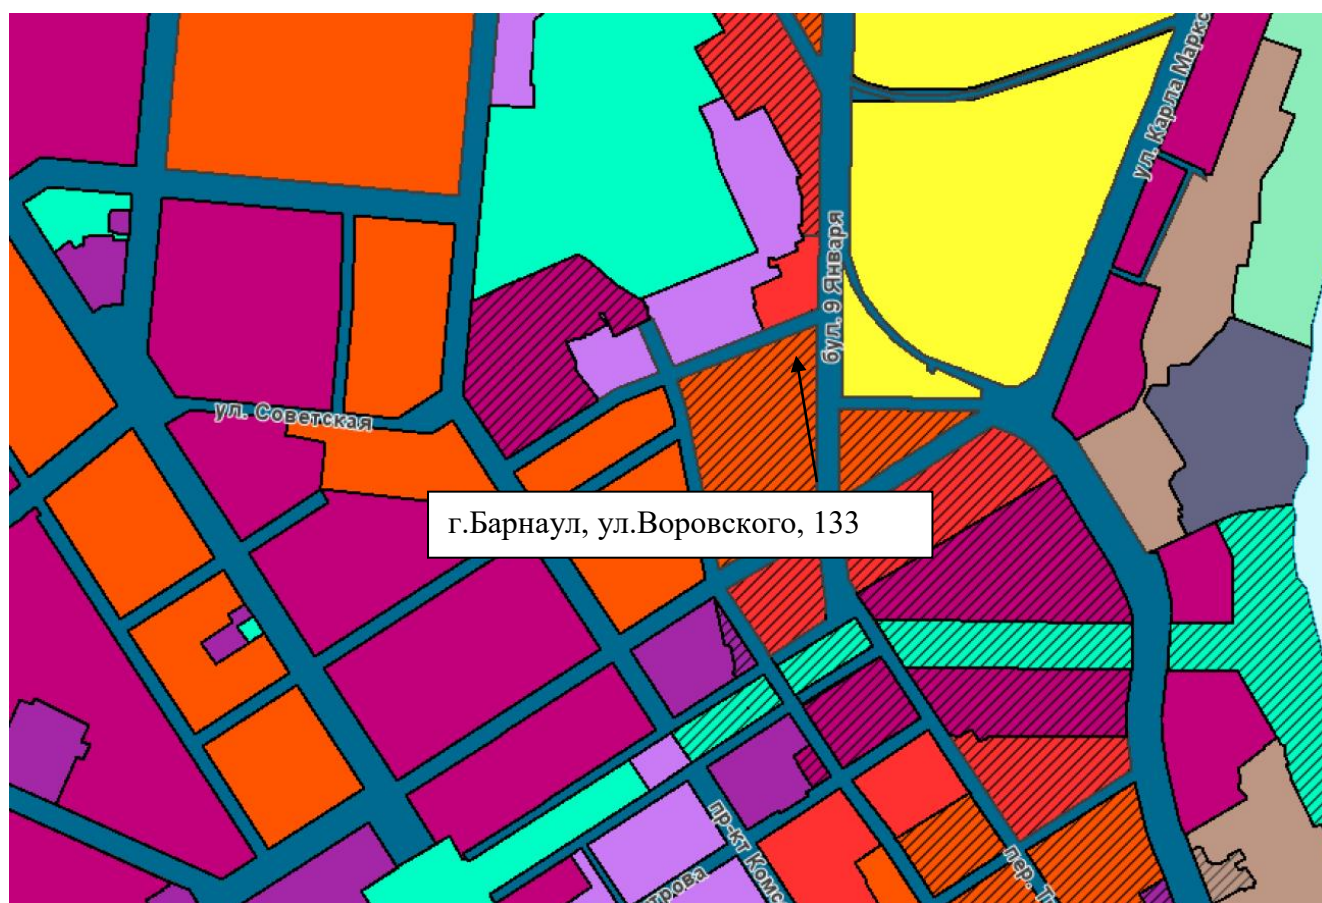 ул. Карла Маркс
бул. 9 Января
ул. Советская
г.Барнаул, ул.Воровского, 133
пр-кт Комс
трова
пер. Т